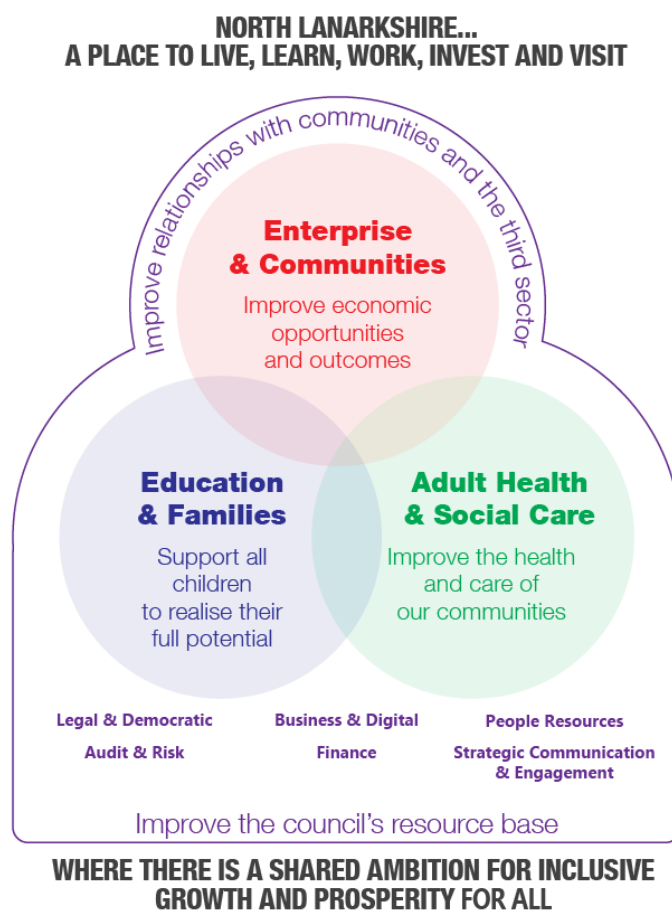 NORTH LANARKSHIRE...
A PLACE TO LIVE, LEARN, WORK, INVEST AND VISIT
Improve relationships with communities and the third sector
Enterprise
& Communities
Improve economic
opportunities
and outcomes
Education
& Families
Support all
children
to realise their
full potential
Adult Health
& Social Care
Improve the health
and care of
our communities
Legal & Democratic
Business & Digital
People Resources
Audit & Risk
Finance
Strategic Communication
& Engagement
Improve the council's resource base
WHERE THERE IS A SHARED AMBITION FOR INCLUSIVE
GROWTH AND PROSPERITY FOR ALL